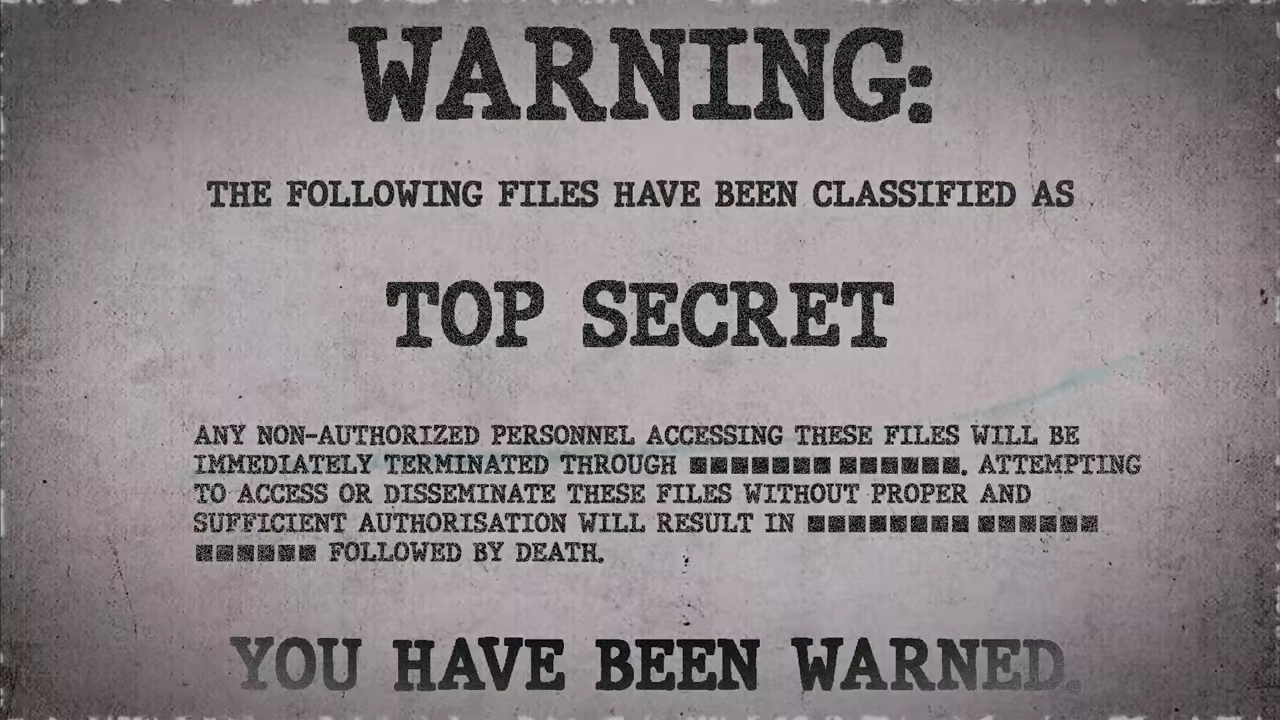 WARNING:
THE FOLLOWING FILES HAVE BEEN CLASSIFIED AS
TOP SECRET
ANY NON-AUTHORIZED PERSONNEL ACCESSING THESE FILES WILL BE
IMMEDIATELY TERMINATED THROUGH ■■■■■■■ ■■■■■■. ATTEMPTING
TO ACCESS OR DISSEMINATE THESE FILES WITHOUT PROPER AND
SUFFICIENT AUTHORISATION WILL RESULT IN ■■■■■■■■ ■■■■■■
■■■■■■ FOLLOWED BY DEATH.
YOU HAVE BEEN WARNED.